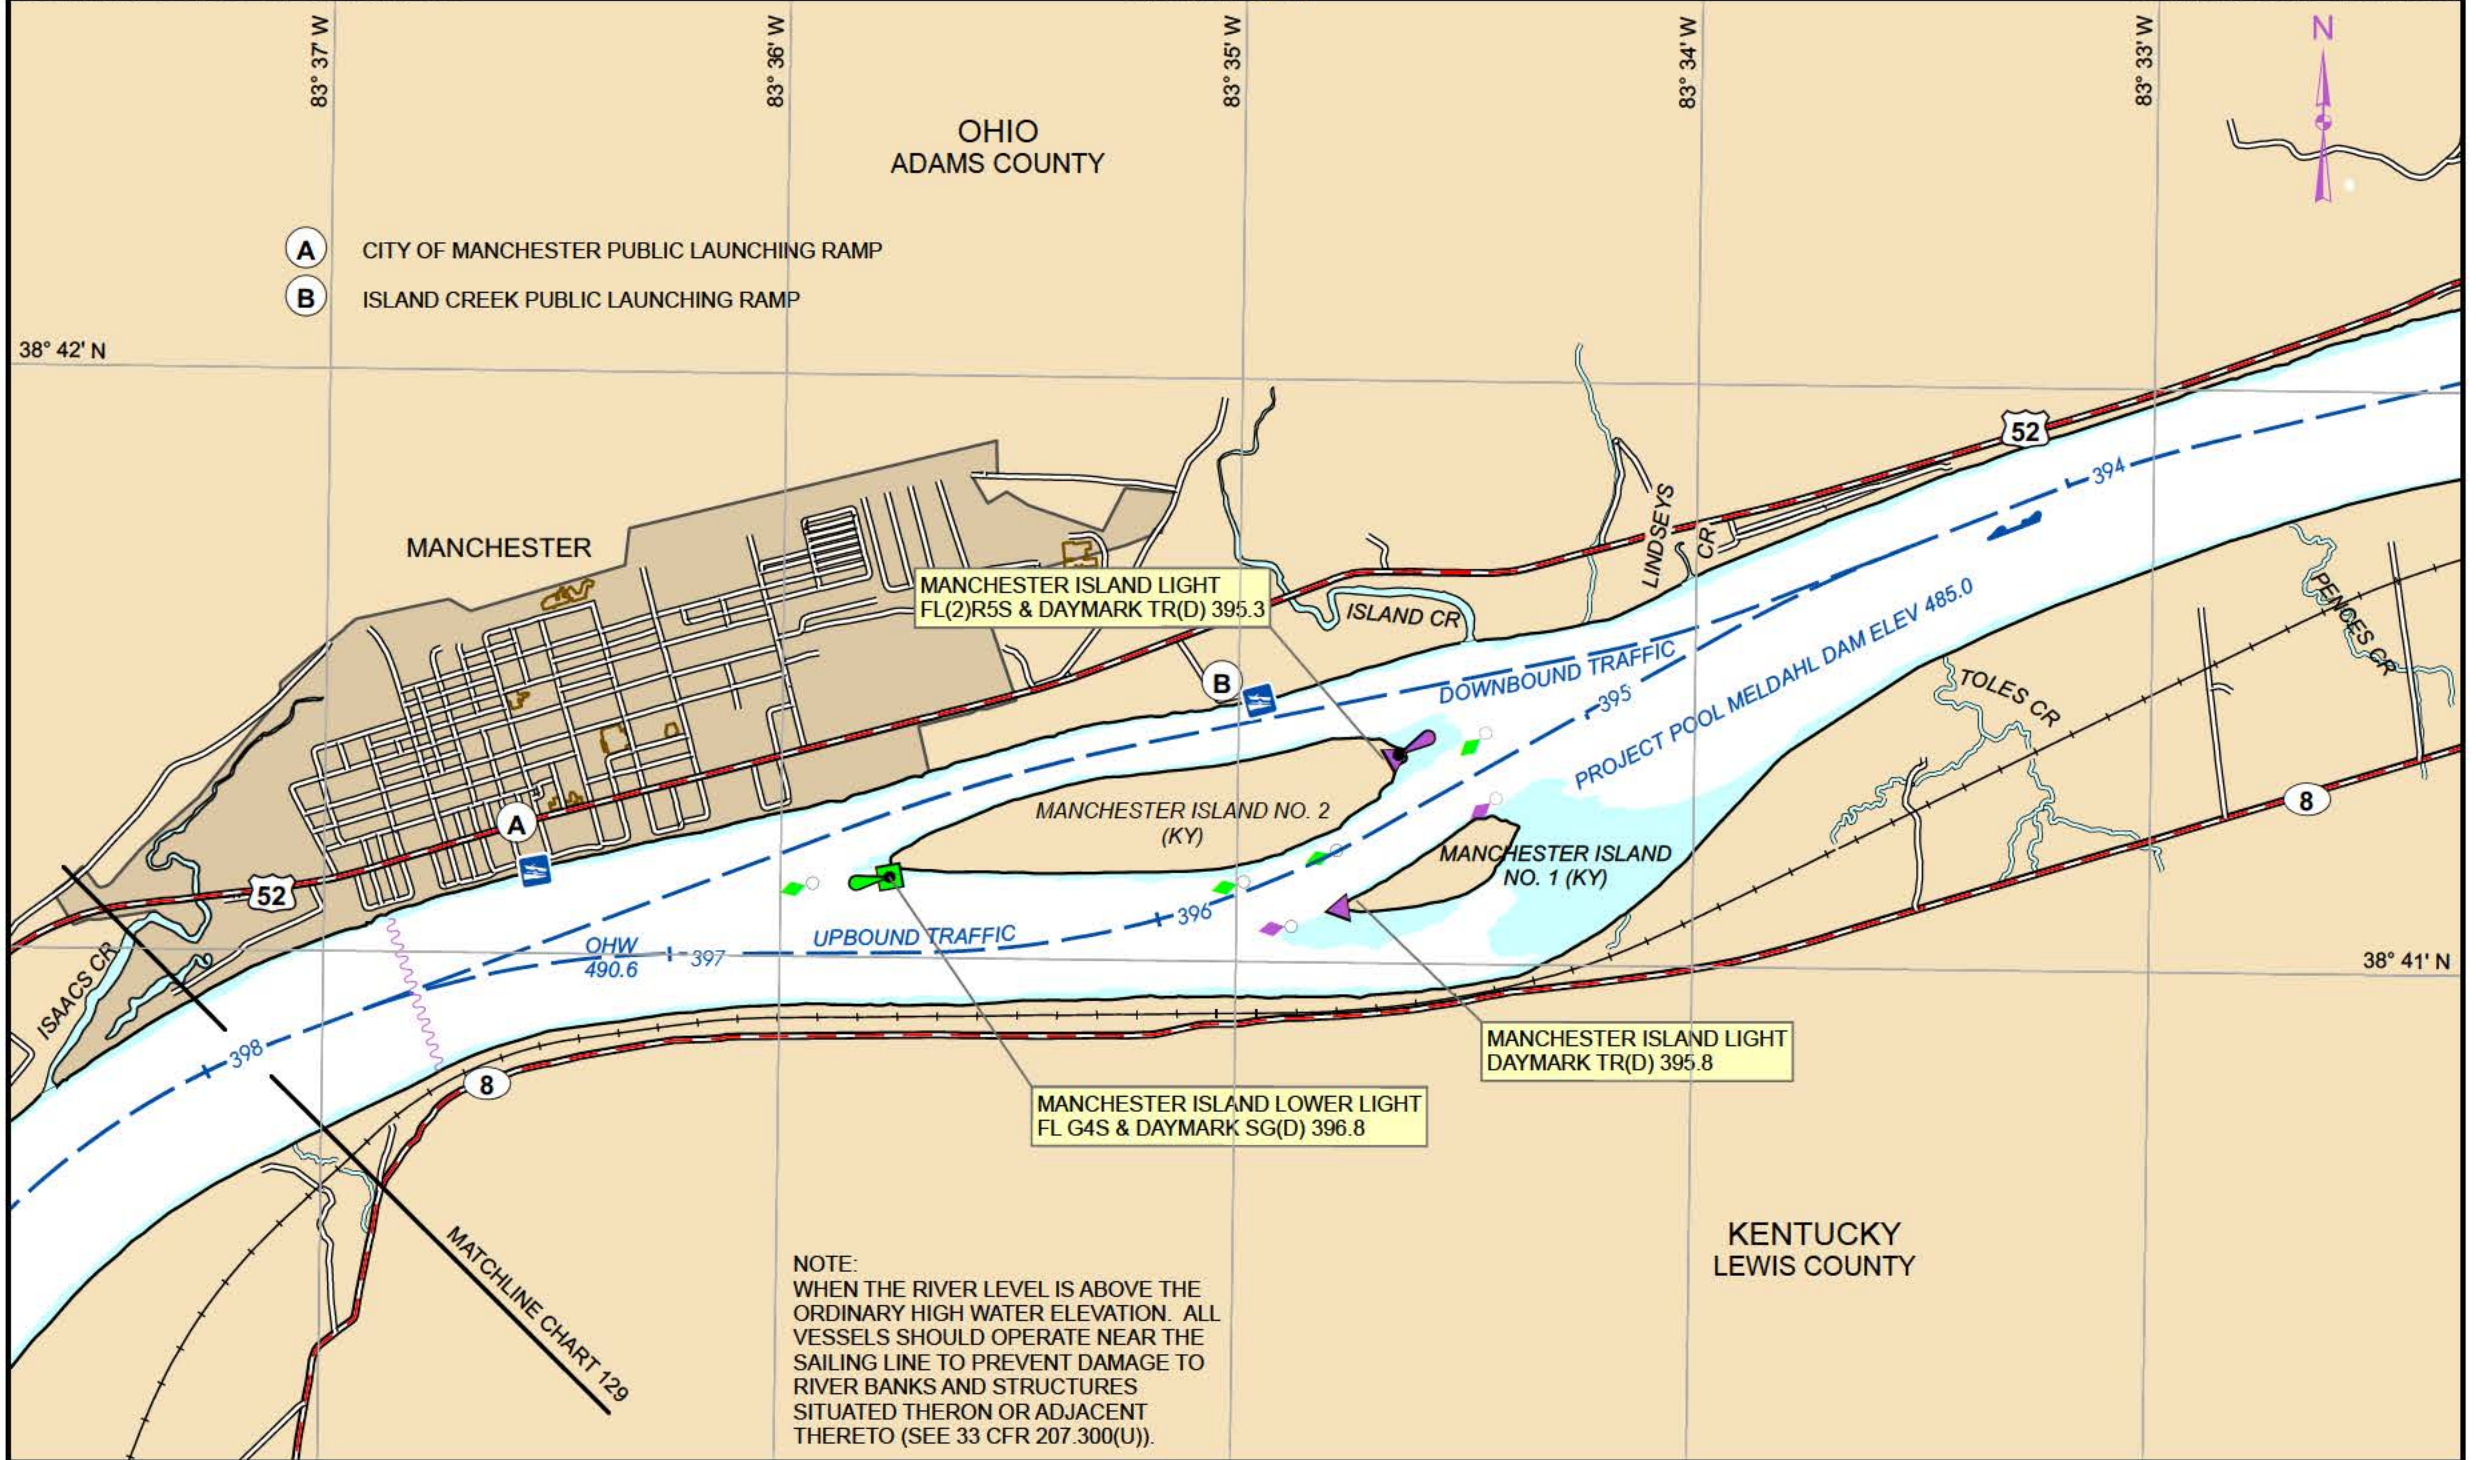 83° 37' W
83° 36' W
83° 35' W
83° 34' W
83° 33' W
N
OHIO
ADAMS COUNTY
A CITY OF MANCHESTER PUBLIC LAUNCHING RAMP
B ISLAND CREEK PUBLIC LAUNCHING RAMP
38° 42' N
52
394
MANCHESTER
LINDSEYS
CR
MANCHESTER ISLAND LIGHT
FL(2)R5S & DAYMARK TR(D) 395.3
ISLAND CR
PENCES CR
B
DOWNBOUND TRAFFIC
395
PROJECT POOL MELDAHL DAM ELEV 485.0
TOLES CR
A
MANCHESTER ISLAND NO. 2
(KY)
8
MANCHESTER ISLAND
NO. 1 (KY)
52
396
UPBOUND TRAFFIC
OHW
490.6
397
38° 41' N
ISAACS CR
398
8
MANCHESTER ISLAND LIGHT
DAYMARK TR(D) 395.8
MANCHESTER ISLAND LOWER LIGHT
FL G4S & DAYMARK SG(D) 396.8
MATCHLINE CHART 129
KENTUCKY
LEWIS COUNTY
NOTE:
WHEN THE RIVER LEVEL IS ABOVE THE
ORDINARY HIGH WATER ELEVATION.  ALL
VESSELS SHOULD OPERATE NEAR THE
SAILING LINE TO PREVENT DAMAGE TO
RIVER BANKS AND STRUCTURES
SITUATED THERON OR ADJACENT
THERETO (SEE 33 CFR 207.300(U)).